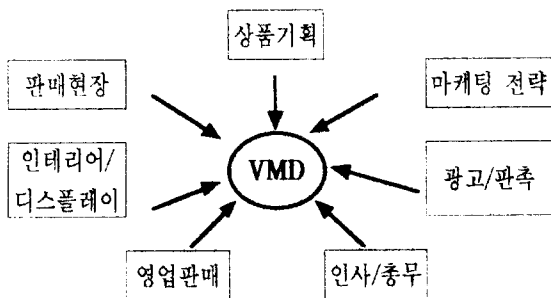 상품기획
판매현장
마케팅 전략
인테리어/
디스플레이
VMD
광고/판촉
영업판매
인사/총무